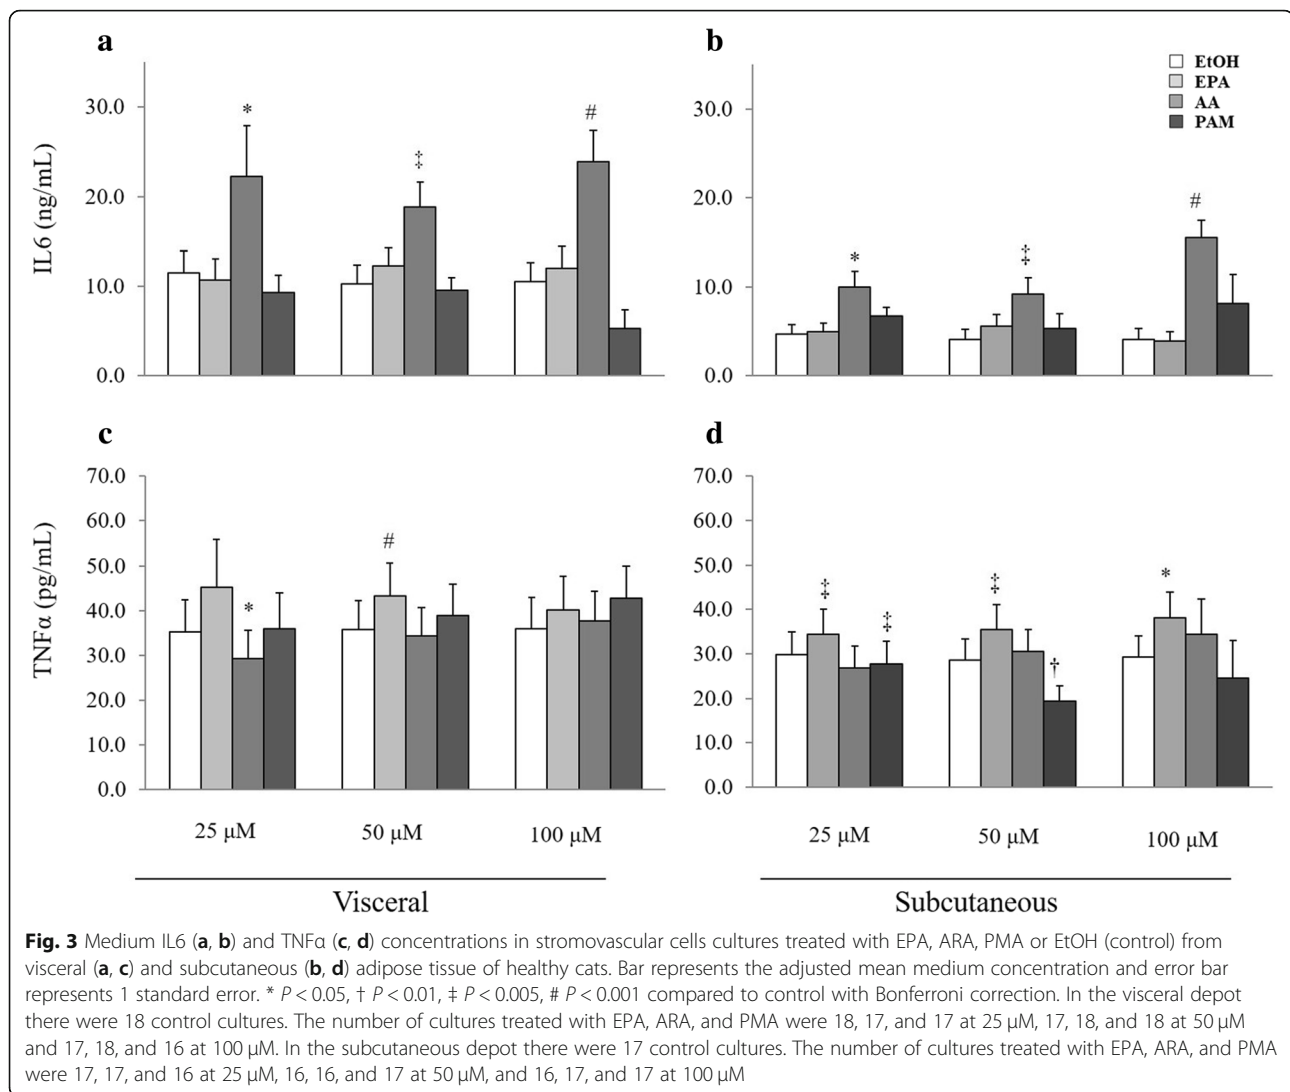 a
b
EtOH
EPA
AA
PAM
IL6 (ng/mL)
30.0
20.0
10.0
0.0
*
‡
#
30.0
20.0
10.0
0.0
*
‡
#
c
d
TNFα (pg/mL)
70.0
60.0
50.0
40.0
30.0
20.0
10.0
0.0
*
#
70.0
60.0
50.0
40.0
30.0
20.0
10.0
0.0
‡
‡
‡
†
*
25 μM 50 μM 100 μM
25 μM 50 μM 100 μM
Visceral
Subcutaneous
Fig. 3 Medium IL6 (a, b) and TNFα (c, d) concentrations in stromovascular cells cultures treated with EPA, ARA, PMA or EtOH (control) from
visceral (a, c) and subcutaneous (b, d) adipose tissue of healthy cats. Bar represents the adjusted mean medium concentration and error bar
represents 1 standard error. * P < 0.05, † P < 0.01, ‡ P < 0.005, # P < 0.001 compared to control with Bonferroni correction. In the visceral depot
there were 18 control cultures. The number of cultures treated with EPA, ARA, and PMA were 18, 17, and 17 at 25 μM, 17, 18, and 18 at 50 μM
and 17, 18, and 16 at 100 μM. In the subcutaneous depot there were 17 control cultures. The number of cultures treated with EPA, ARA, and PMA
were 17, 17, and 16 at 25 μM, 16, 16, and 17 at 50 μM, and 16, 17, and 17 at 100 μM